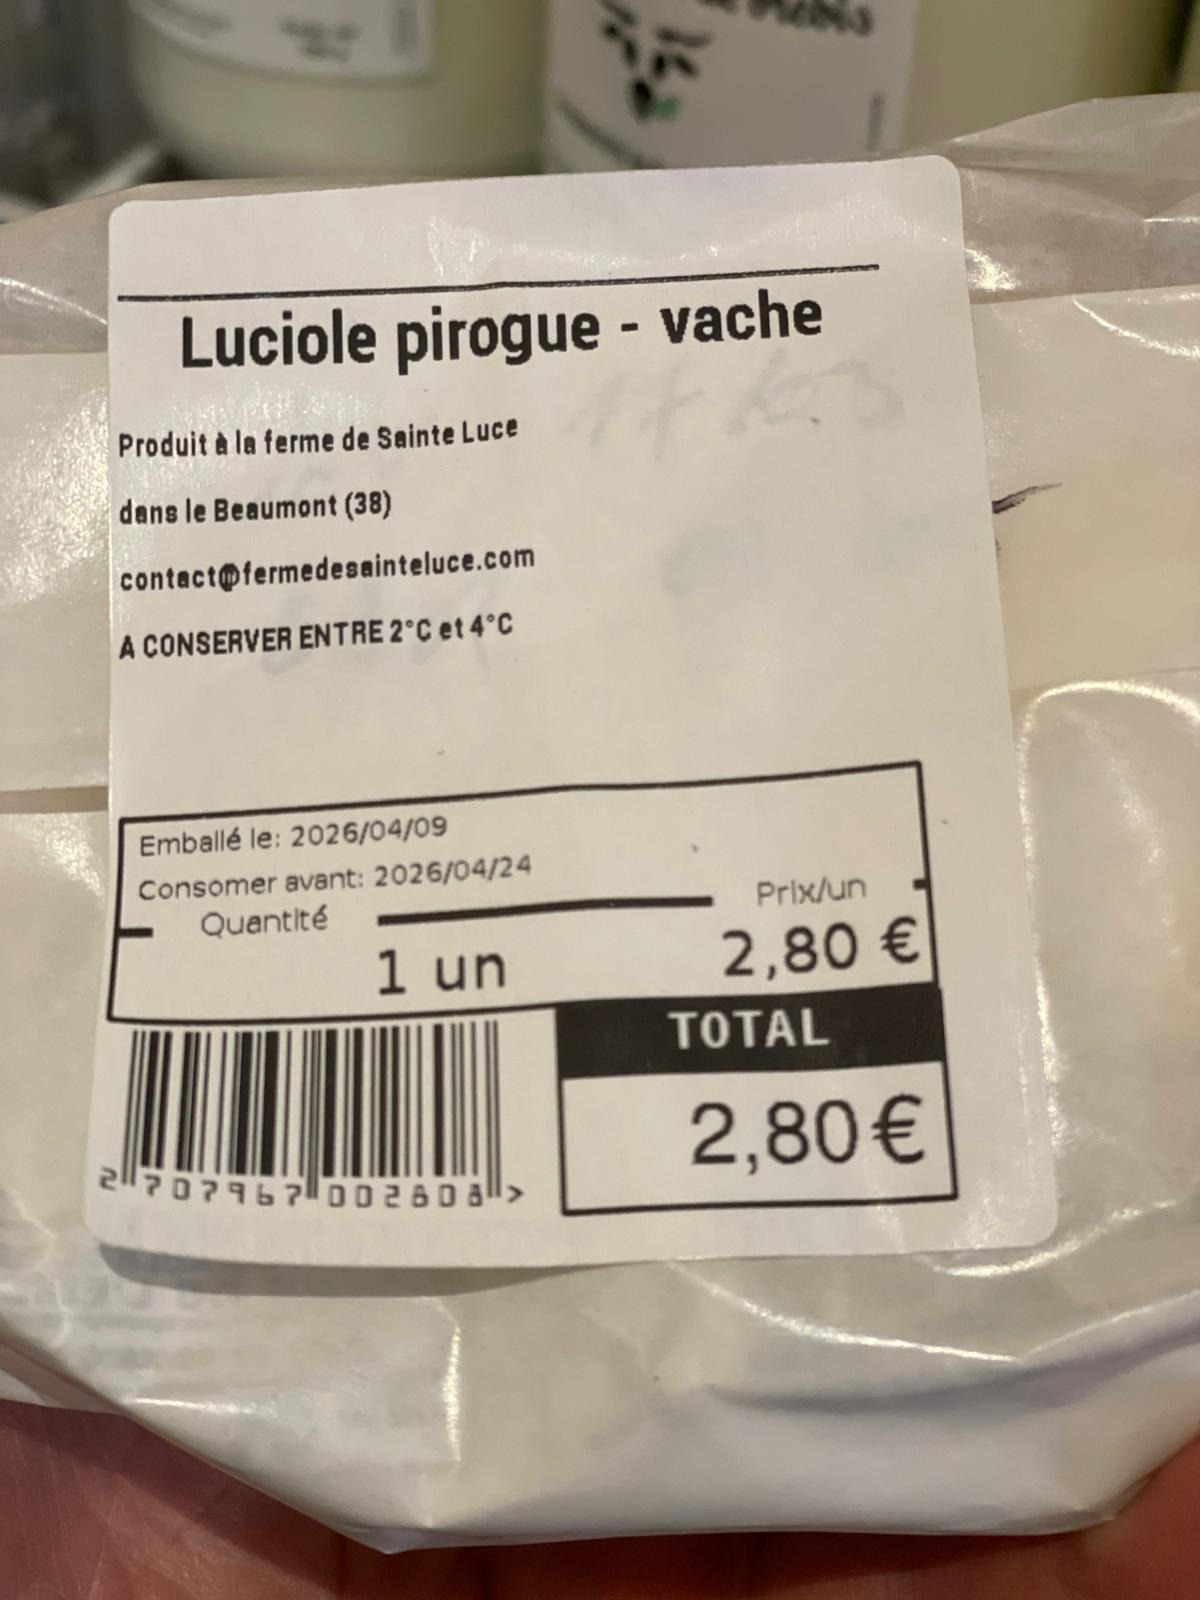 Luciole pirogue - vache
Produit à la ferme de Sainte Luce
dans le Beaumont (38)
contact@fermedesainteluce.com
A CONSERVER ENTRE 2°C et 4°C
Emballé le: 2026/04/09
Consomer avant: 2026/04/24
Quantité
Prix/un
1 un
2,80 €
TOTAL
2,80€
2 707967 002808 >